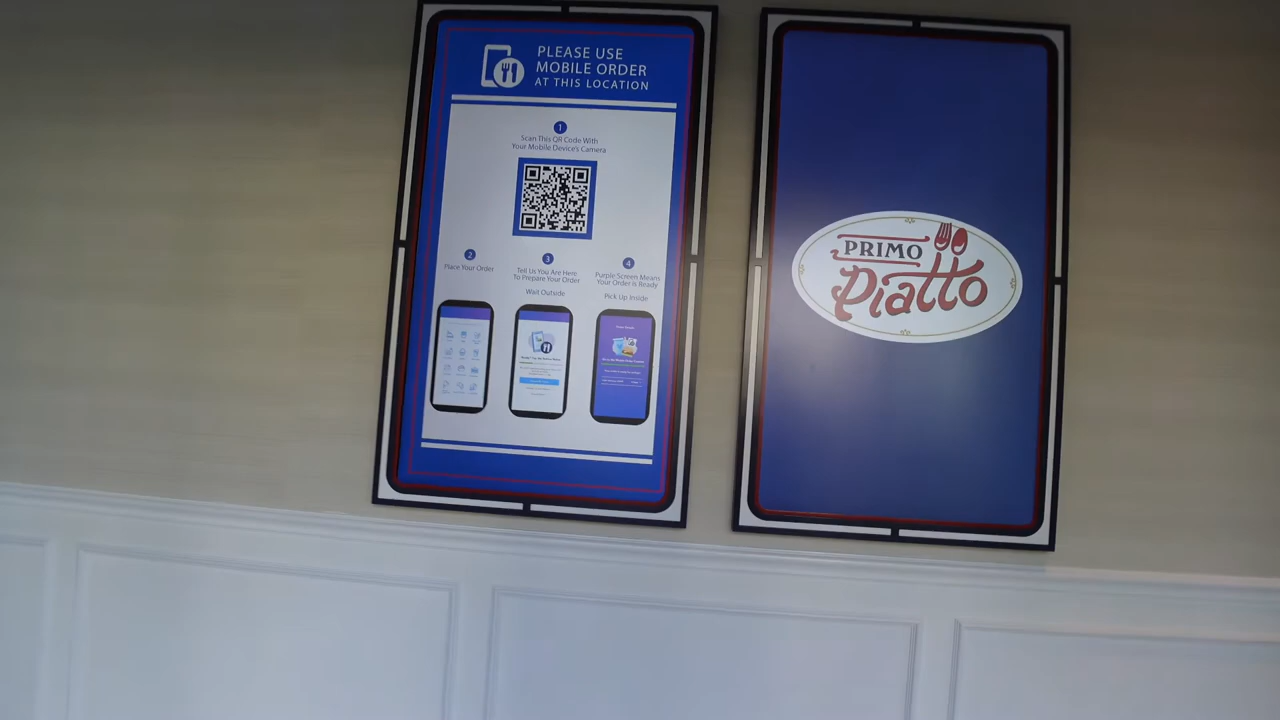 PLEASE USE
MOBILE ORDER
AT THIS LOCATION
1
Scan This QR Code With
Your Mobile Device's Camera
2
Place Your Order
3
Tell Us You Are Here
To Prepare Your Order
Wait Outside
4
Purple Screen Means
Your Order is Ready
Pick Up Inside
PRIMO
Piatto